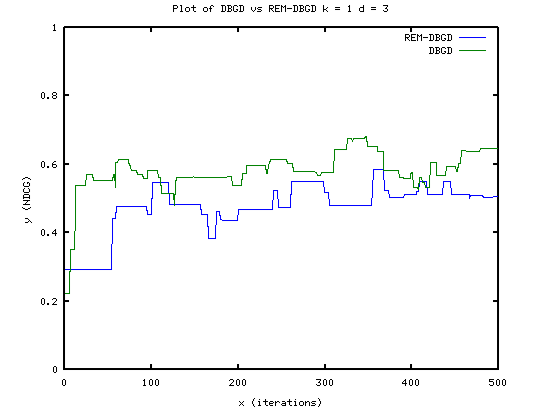 Plot of DBGD vs REM-DBGD k = 1 d = 3
REM-DBGD
DBGD
1
0.8
0.6
0.4
0.2
0
y (NDCG)
0 100 200 300 400 500
x (iterations)